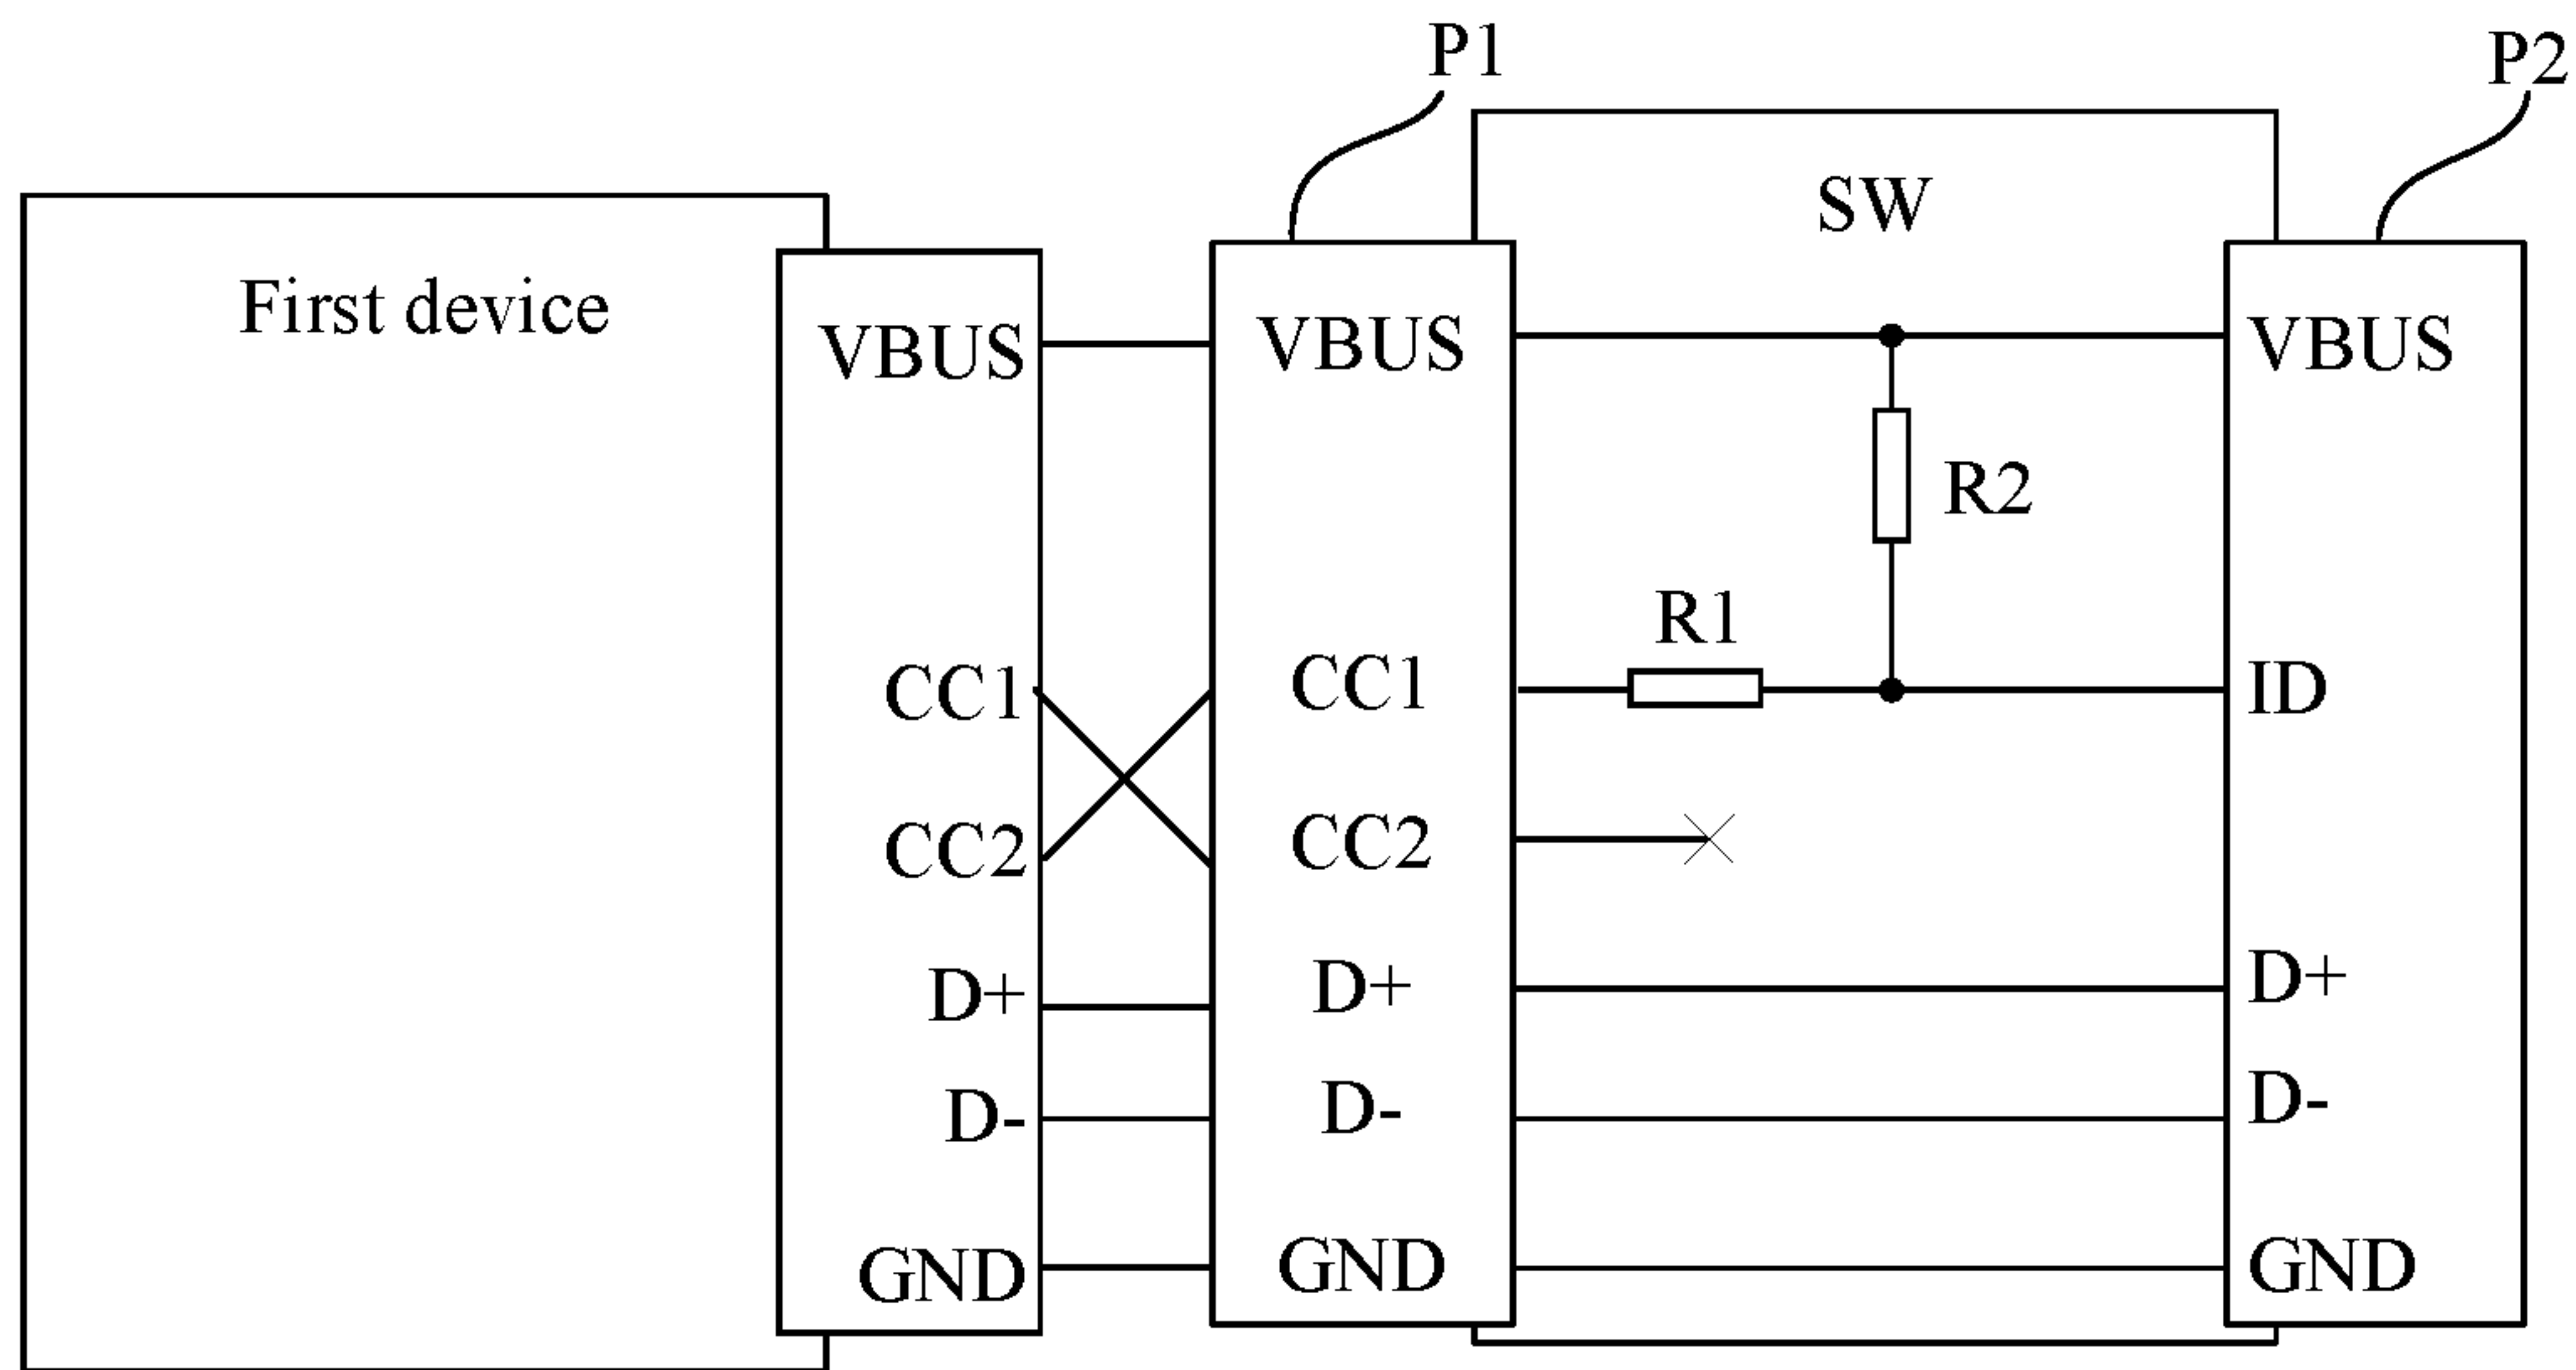 P1
P2
SW
First device
VBUS
VBUS
VBUS
R2
R1
CC1
CC1
ID
CC2
CC2
D+
D+
D+
D-
D-
D-
GND
GND
GND